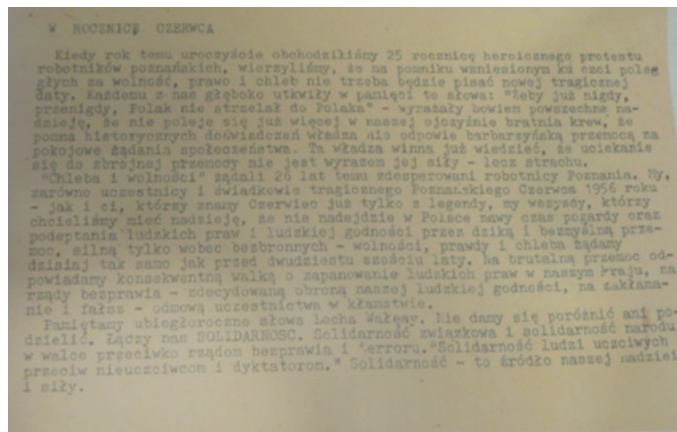 W ROCZNICĘ CZERWCA
Kiedy rok temu uroczyście obchodziliśmy 25 rocznicę heroicznego protestu
robotników poznańskich, wierzyliśmy, że na pomniku wzniesionym ku czci poleg
głych za wolność, prawo i chleb nie trzeba będzie pisać nowej tragicznej
daty. Każdemu z nas głęboko utkwiły w pamięci te słowa "Żeby już nigdy,
przenigdy, Polak nie strzelał do Polaka" - wyrażały bowiem powszechną na-
dzieję, że nie poleje się już więcej w naszej ojczyźnie bratnia krew, że
pomna historycznych doświadczeń władza nie odpowie barbarzyńską przemocą na
pokojowe żądania społeczeństwa. Ta władza winna już wiedzieć, że uciekanie
się do zbrojnej przemocy nie jest wyrazem jej siły - lecz strachu.
"Chleba i wolności" żądali 26 lat temu zdesperowani robotnicy Poznania. My,
zarówno uczestnicy i świadkowie tragicznego Poznańskiego Czerwca 1956 roku
- jak i ci, którzy znamy Czerwiec już tylko z legendy, my wszyscy, którzy
chcieliśmy mieć nadzieję, że nie nadejdzie w Polsce nowy czas pogardy oraz
podeptania ludzkich praw i ludzkiej godności przez dziką i bezmyślną prze-
moc, silną tylko wobec bezbronnych - wolności, prawdy i chleba żądamy
dzisiaj tak samo jak przed dwudziestu sześciu laty. Na brutalną przemoc od-
powiadamy konsekwentną walką o zapanowanie ludzkich praw w naszym Kraju, na
rządy bezprawia - zdecydowaną obroną naszej ludzkiej godności, na zakłama-
nie i fałsz - odmową uczestnictwa w kłamstwie.
Pamiętamy ubiegłoroczne słowa Lecha Wałęsy. Nie damy się poróżnić ani po-
dzielić. Łączy nas SOLIDARNOŚĆ. Solidarność związkowa i solidarność narodu
w walce przeciwko rządom bezprawia i terroru. "Solidarność ludzi uczciwych
przeciw nieuczciwcom i dyktatorom." Solidarność - to źródło naszej nadziei
i siły.